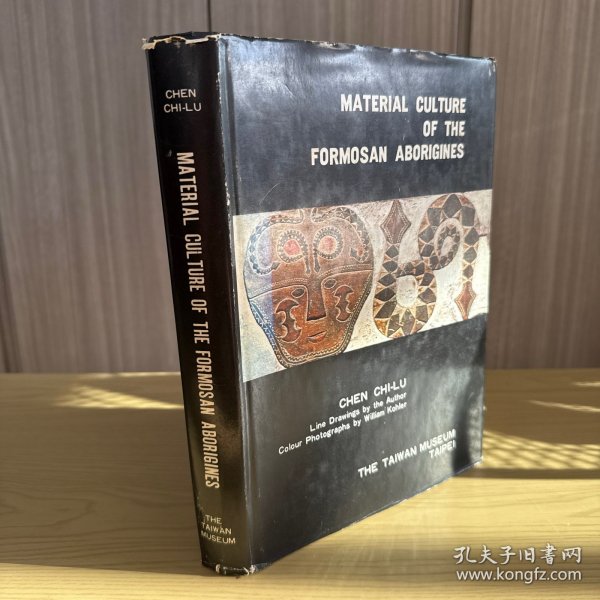 CHEN
CHI-LU
MATERIAL CULTURE OF THE FORMOSAN ABORIGINES
THE
TAIWAN
MUSEUM
MATERIAL CULTURE
OF THE
FORMOSAN ABORIGINES
CHEN CHI-LU
Line Drawings by the Author
Colour Photographs by William Kohler
THE TAIWAN MUSEUM
TAIPEI
孔夫子旧書网
www.kongfz.com